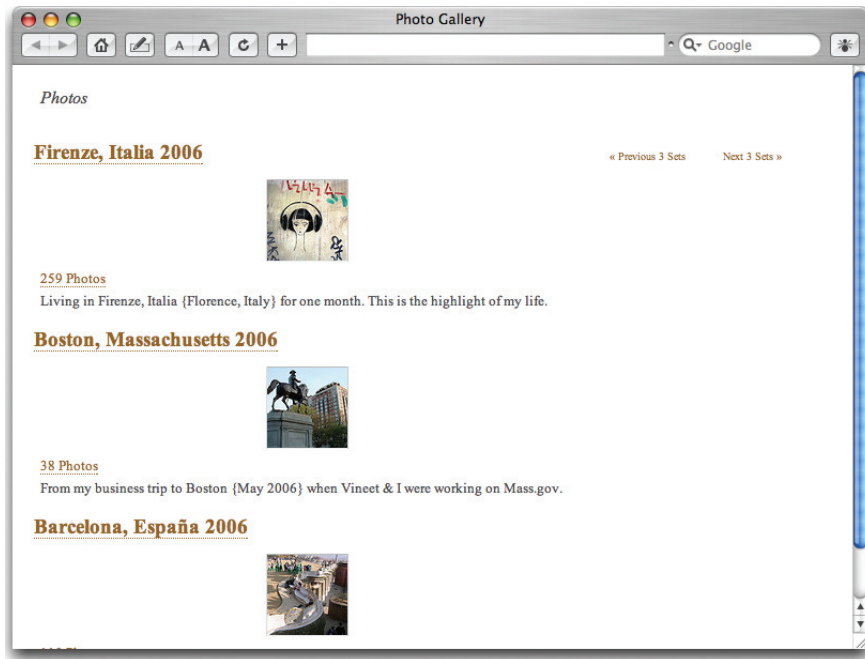 Photo Gallery
A A
Google
Photos
Firenze, Italia 2006
« Previous 3 Sets Next 3 Sets »
259 Photos
Living in Firenze, Italia {Florence, Italy} for one month. This is the highlight of my life.
Boston, Massachusetts 2006
38 Photos
From my business trip to Boston {May 2006} when Vineet & I were working on Mass.gov.
Barcelona, España 2006